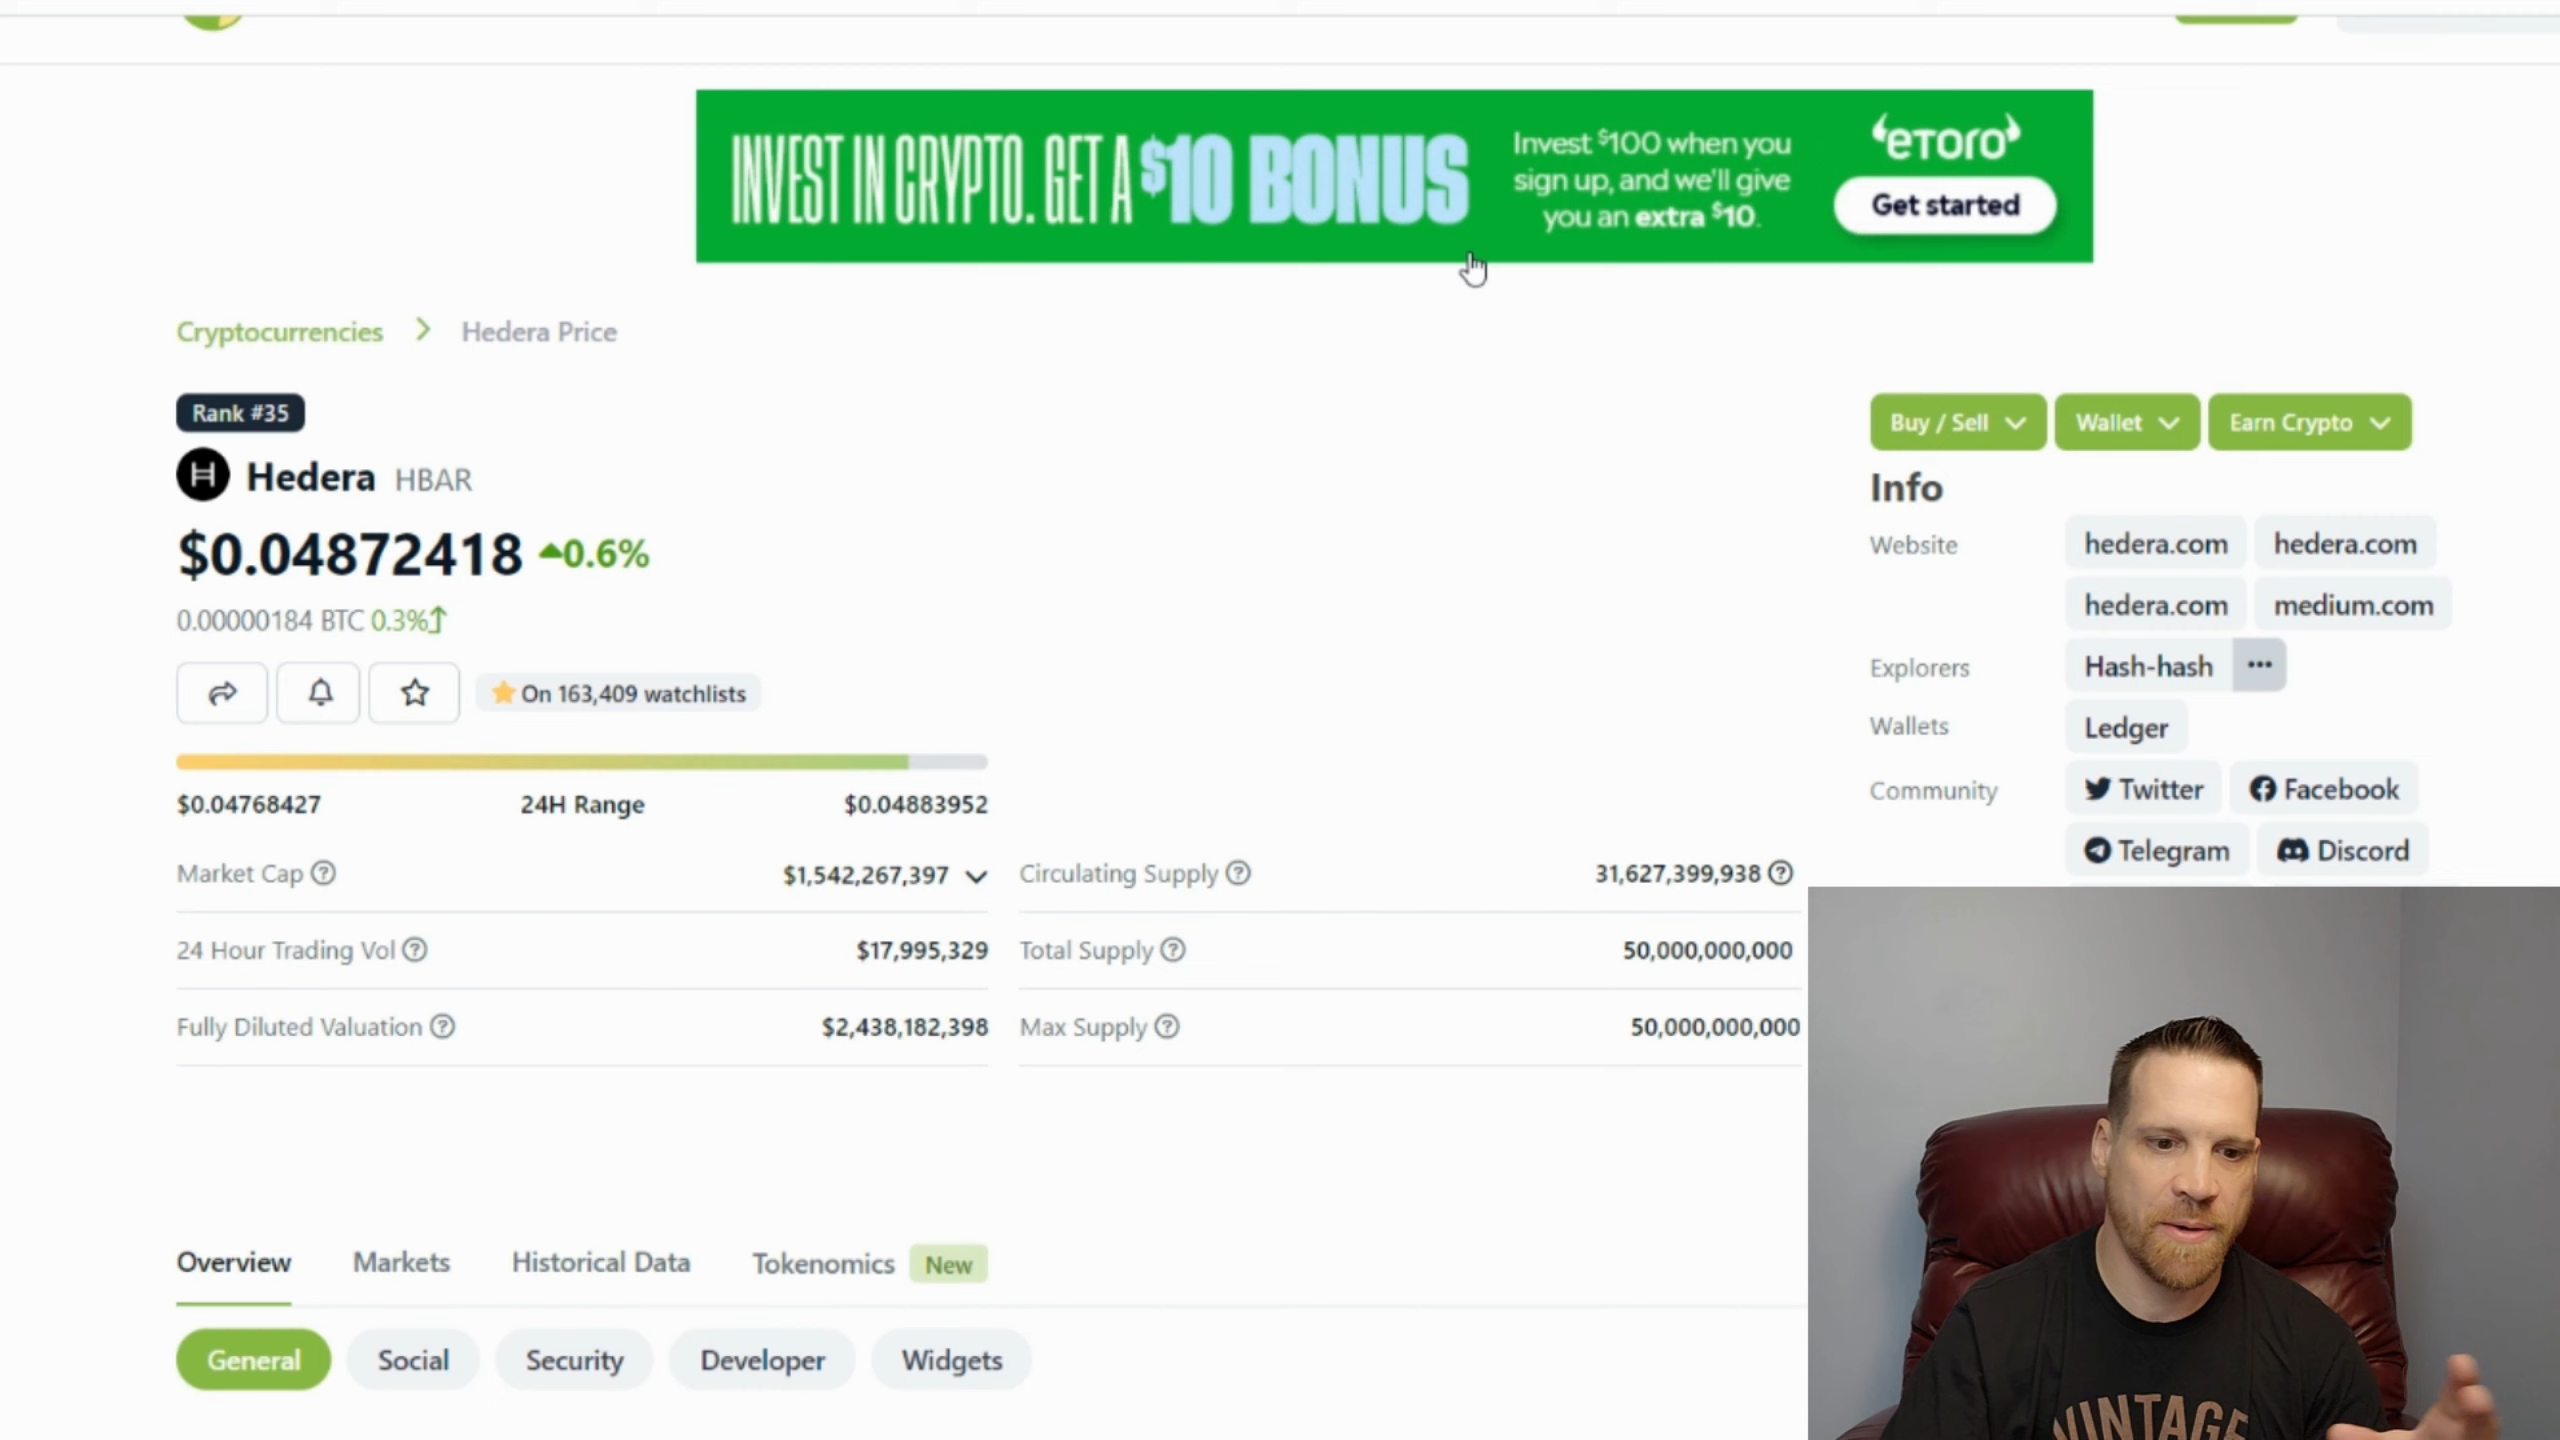 INVEST IN CRYPTO. GET A $10 BONUS
Invest $100 when you
sign up, and we'll give
you an extra $10.
eToro
Get started
Cryptocurrencies > Hedera Price
Rank #35
Hedera HBAR
$0.04872418 0.6%
0.00000184 BTC 0.3%
On 163,409 watchlists
$0.04768427 24H Range $0.04883952
Market Cap $1,542,267,397
24 Hour Trading Vol $17,995,329
Fully Diluted Valuation $2,438,182,398
Circulating Supply 31,627,399,938
Total Supply 50,000,000,000
Max Supply 50,000,000,000
Buy / Sell Wallet Earn Crypto
Info
Website hedera.com hedera.com
hedera.com medium.com
Explorers Hash-hash ...
Wallets Ledger
Community Twitter Facebook
Telegram Discord
Overview Markets Historical Data Tokenomics New
General Social Security Developer Widgets
VINTAGE